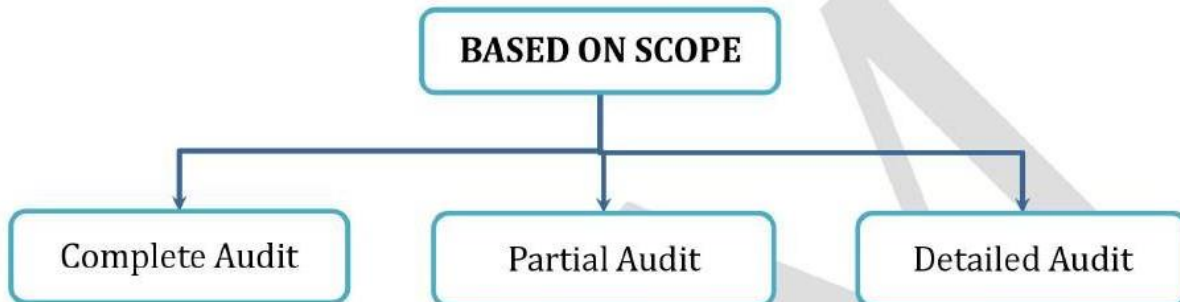 BASED ON SCOPE
Complete Audit
Partial Audit
Detailed Audit